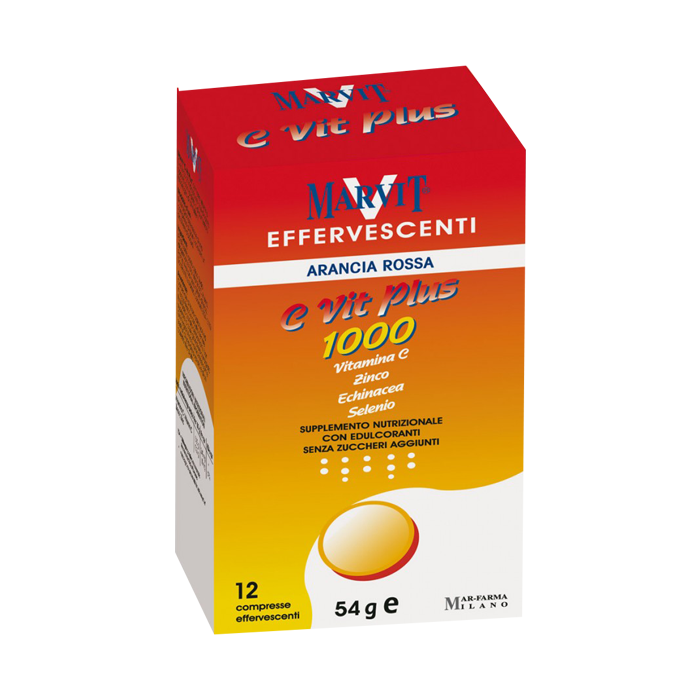 MARVIT
C Vit Plus
MARVIT®
EFFERVESCENTI
ARANCIA ROSSA
C Vit Plus
1000
Vitamina C
Zinco
Echinacea
Selenio
SUPPLEMENTO NUTRIZIONALE
CON EDULCORANTI
SENZA ZUCCHERI AGGIUNTI
12
compresse
effervescenti
54 g e
MAR-FARMA
MILANO